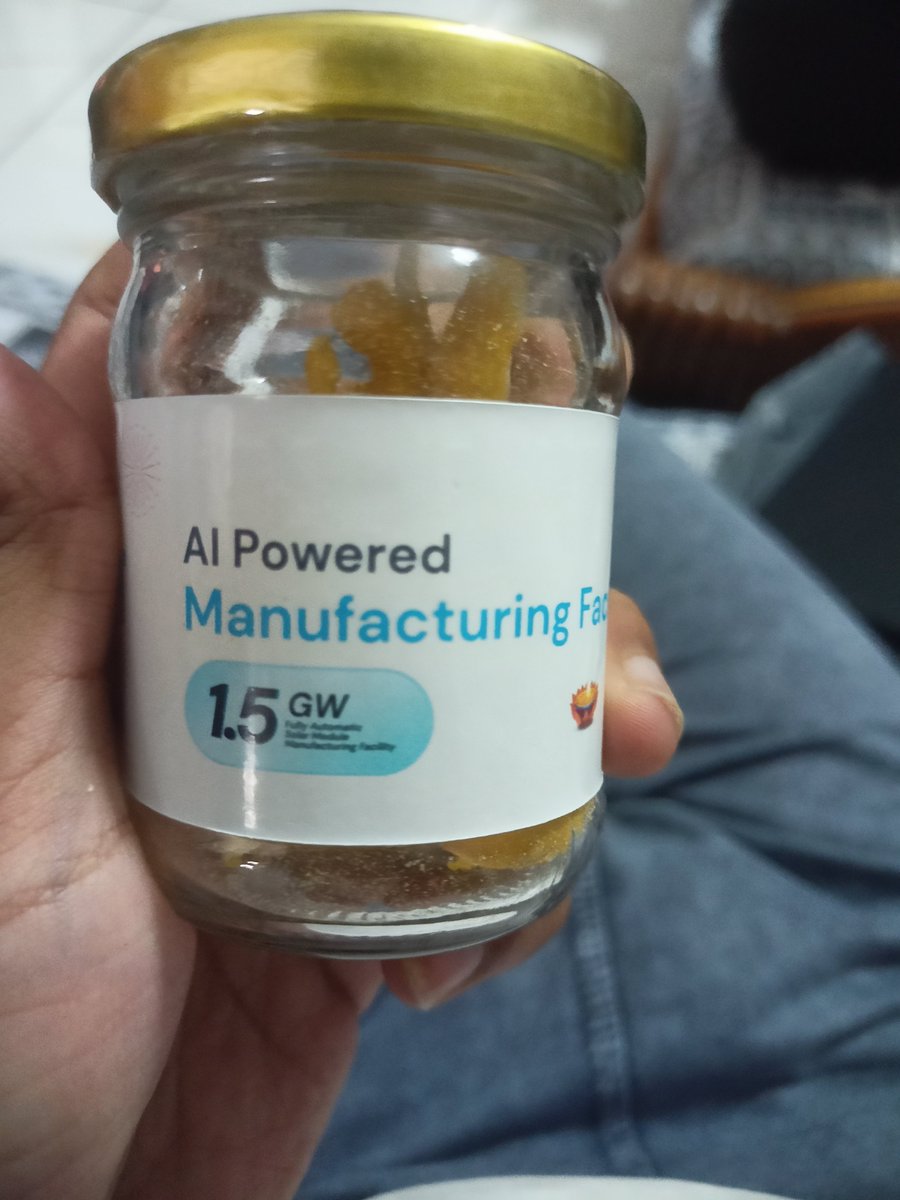 AI Powered
Manufacturing Fac
1.5 GW
Fully Automatic
Solar Module
Manufacturing Facility